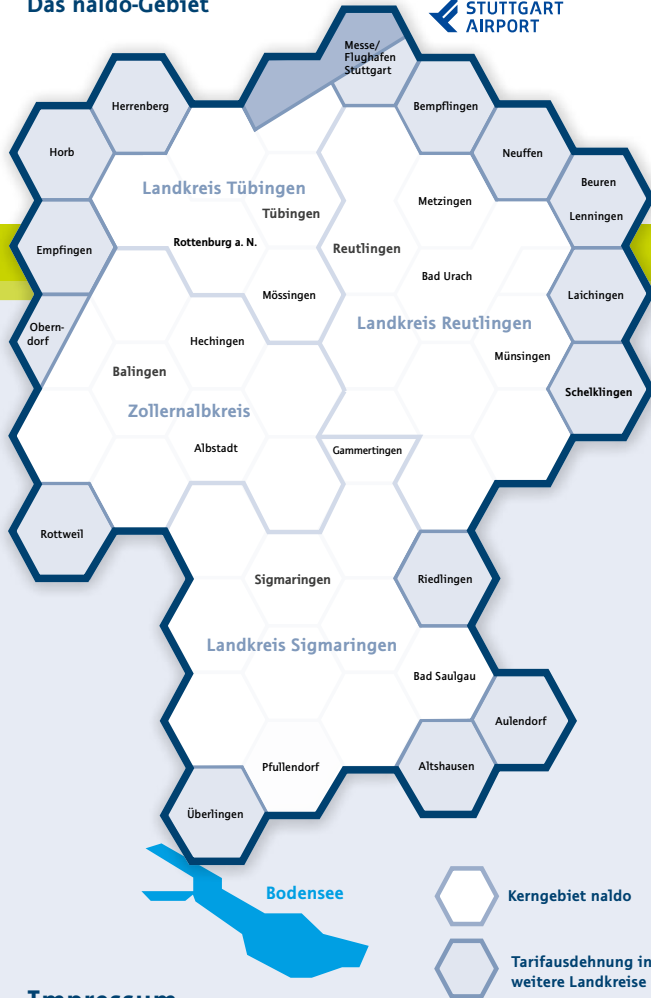 Das naldo-Gebiet
STUTTGART
AIRPORT
Messe/
Flughafen
Stuttgart
Herrenberg
Bempflingen
Horb
Neuffen
Beuren
Lenningen
Landkreis Tübingen
Tübingen
Metzingen
Rottenburg a. N.
Reutlingen
Empfingen
Bad Urach
Mössingen
Laichingen
Obern-
dorf
Landkreis Reutlingen
Hechingen
Münsingen
Balingen
Schelklingen
Zollernalbkreis
Albstadt
Gammertingen
Rottweil
Sigmaringen
Riedlingen
Landkreis Sigmaringen
Bad Saulgau
Aulendorf
Pfullendorf
Altshausen
Überlingen
Bodensee
Kerngebiet naldo
Tarifausdehnung in
weitere Landkreise
Impressum